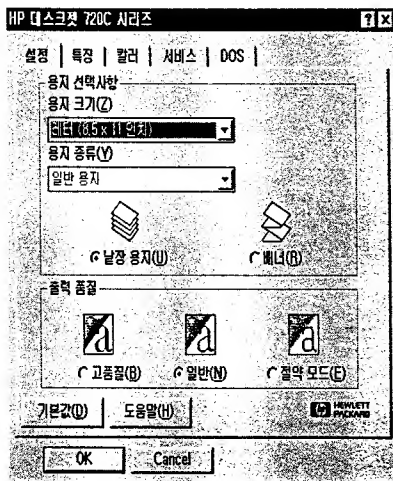 HP 데스크젯 720C 시리즈
설정 특징 칼러 서비스 DOS
용지 선택사항
용지 크기(Z)
레터 (8.5 x 11 인치)
용지 종류(Y)
일반 용지
낱장 용지(U) 배너(R)
출력 품질
고품질(B) 일반(N) 절약 모드(E)
기본값(D) 도움말(H) HEWLETT
PACKARD
OK Cancel